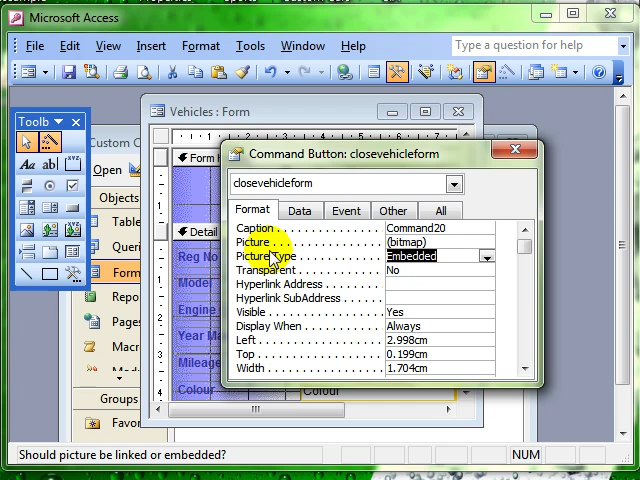 Microsoft Access
File Edit View Insert Format Tools Window Help Type a question for help
Toolb
Vehicles : Form
Custom C
Open
Objects
Table
Queri
Form
Repor
Pages
Macro
Groups
Favor
Form H
Detail
Reg No
Model
Engine
Year Ma
Mileage
Colour
Colour
Command Button: closevehicleform
closevehicleform
Format Data Event Other All
Caption . . . . . . . . . . . . Command20
Picture . . . . . . . . . . . . (bitmap)
Picture Type . . . . . . . . . Embedded
Transparent . . . . . . . . . No
Hyperlink Address . . . . . .
Hyperlink SubAddress . . . .
Visible . . . . . . . . . . . . . Yes
Display When . . . . . . . . . Always
Left . . . . . . . . . . . . . . 2.998cm
Top . . . . . . . . . . . . . . 0.199cm
Width . . . . . . . . . . . . . 1.704cm
Should picture be linked or embedded?
NUM